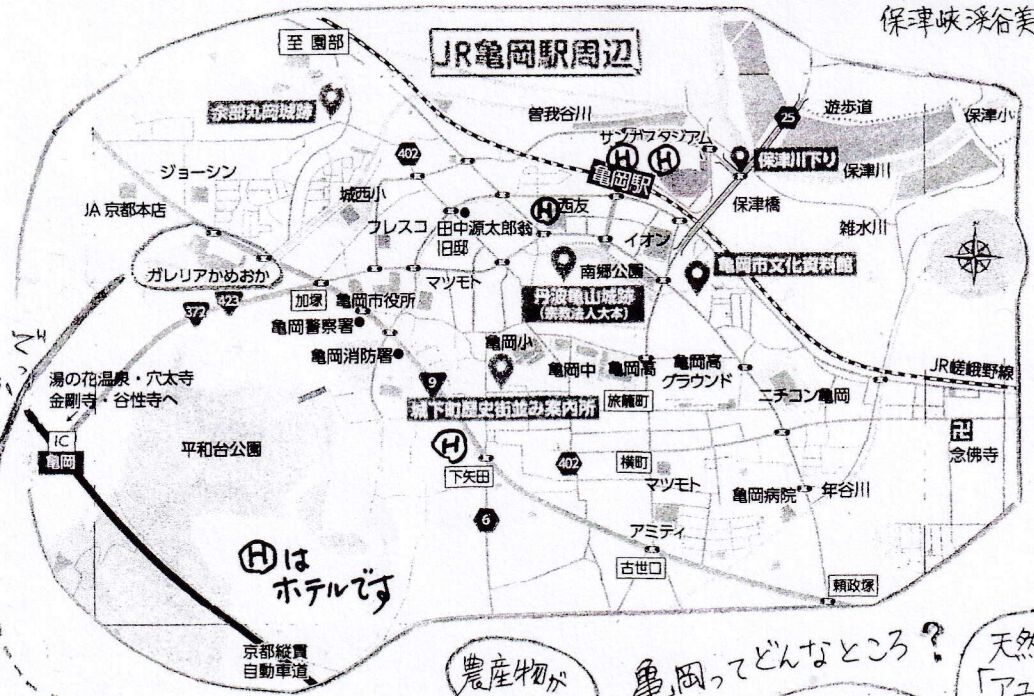 保津峡渓谷美
至 園部
JR亀岡駅周辺
余部丸岡城跡
曽我谷川
25
遊歩道
保津小
サンガスタジアム
402
ジョーシン
亀岡駅
保津川下り
保津川
城西小
H
H
JA京都本店
フレスコ
田中源太郎翁
旧邸
H
西友
保津橋
雑水川
イオン
亀岡市文化資料館
ガレリアかめおか
南郷公園
マツモト
加塚
亀岡市役所
丹波亀山城跡
(宗教法人大本)
372
423
亀岡警察署
亀岡小
亀岡消防署
亀岡中
亀岡高
亀岡高
グラウンド
JR嵯峨野線
湯の花温泉・穴太寺
金剛寺・谷性寺へ
9
旅籠町
ニチコン亀岡
城下町歴史街並み案内所
IC
亀岡
平和台公園
H
念佛寺
下矢田
402
横町
マツモト
亀岡病院
年谷川
6
アミティ
Hは
ホテルです
古世口
頼政塚
京都縦貫
自動車道
農産物が
亀岡ってどんなところ?
天然